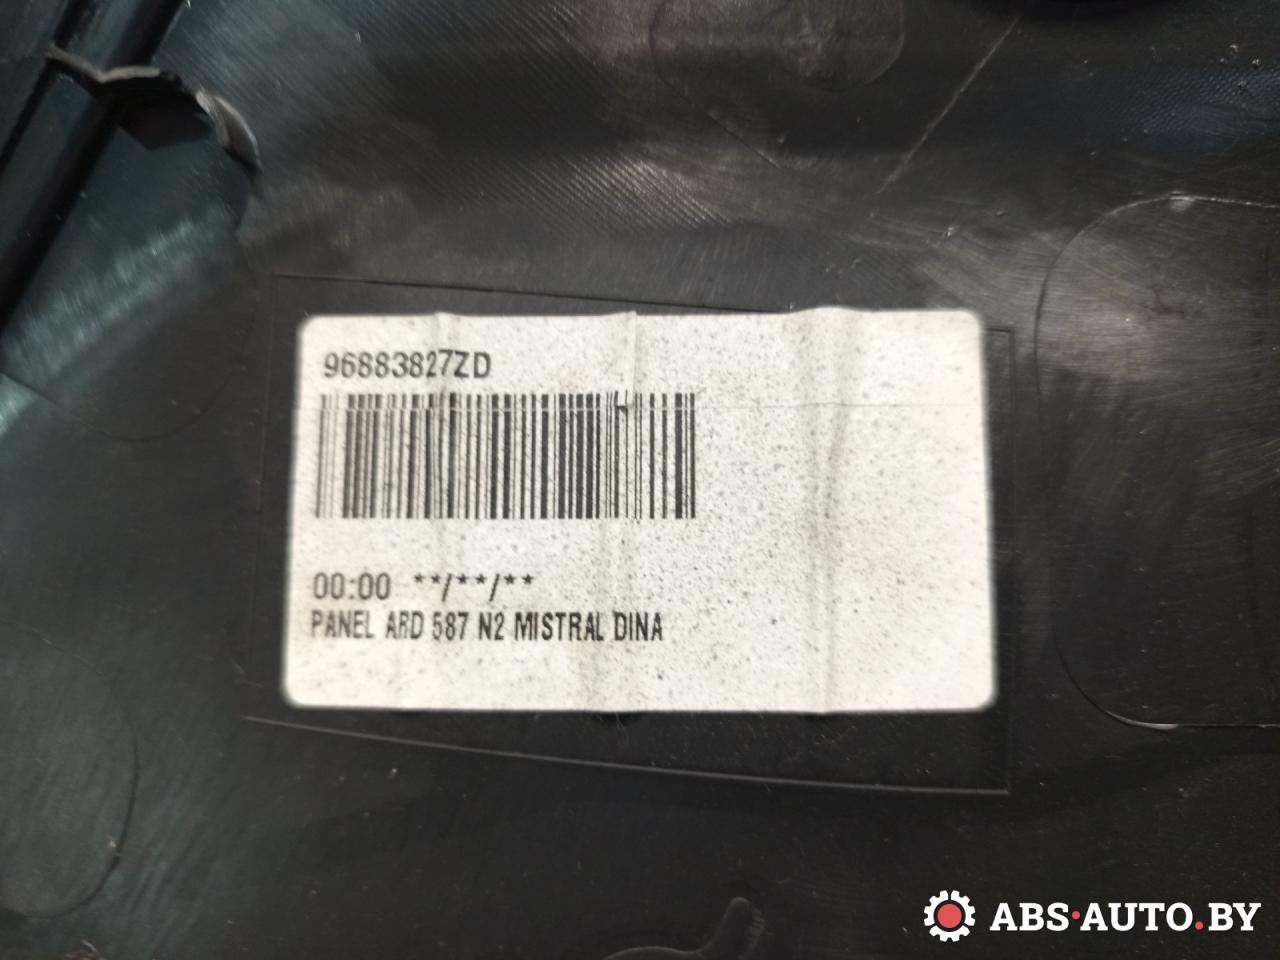 96883827ZD
00:00 **/**/**
PANEL ARD 587 N2 MISTRAL DINA
ABS·AUTO.BY